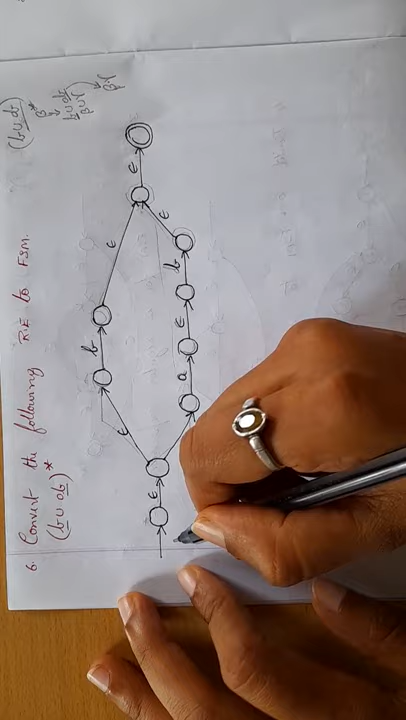 6. Convert the following RE to FSM.
(b ∪ ab)*
(b ∪ ab)
β*
b ∪ ab
β ∪ γ
β.γ
ε
ε
b
ε
ε
a
ε
b
ε